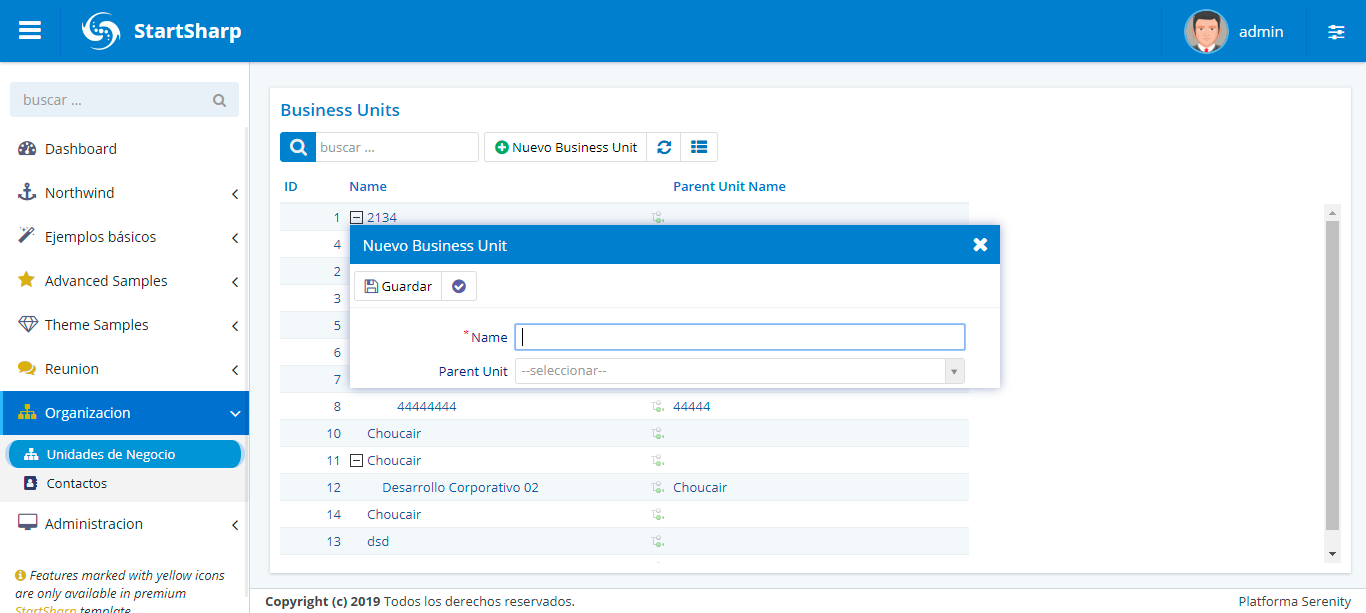 StartSharp
admin
buscar ...
Dashboard
Northwind
Ejemplos básicos
Advanced Samples
Theme Samples
Reunion
Organizacion
Unidades de Negocio
Contactos
Administracion
Features marked with yellow icons
are only available in premium
StartSharp template.
Business Units
buscar ...
Nuevo Business Unit
ID Name Parent Unit Name
1 2134
4
2
3
5
6
7
Nuevo Business Unit
Guardar
*Name
Parent Unit --seleccionar--
8 44444444 44444
10 Choucair
11 Choucair
12 Desarrollo Corporativo 02 Choucair
14 Choucair
13 dsd
Copyright (c) 2019 Todos los derechos reservados.
Platforma Serenity